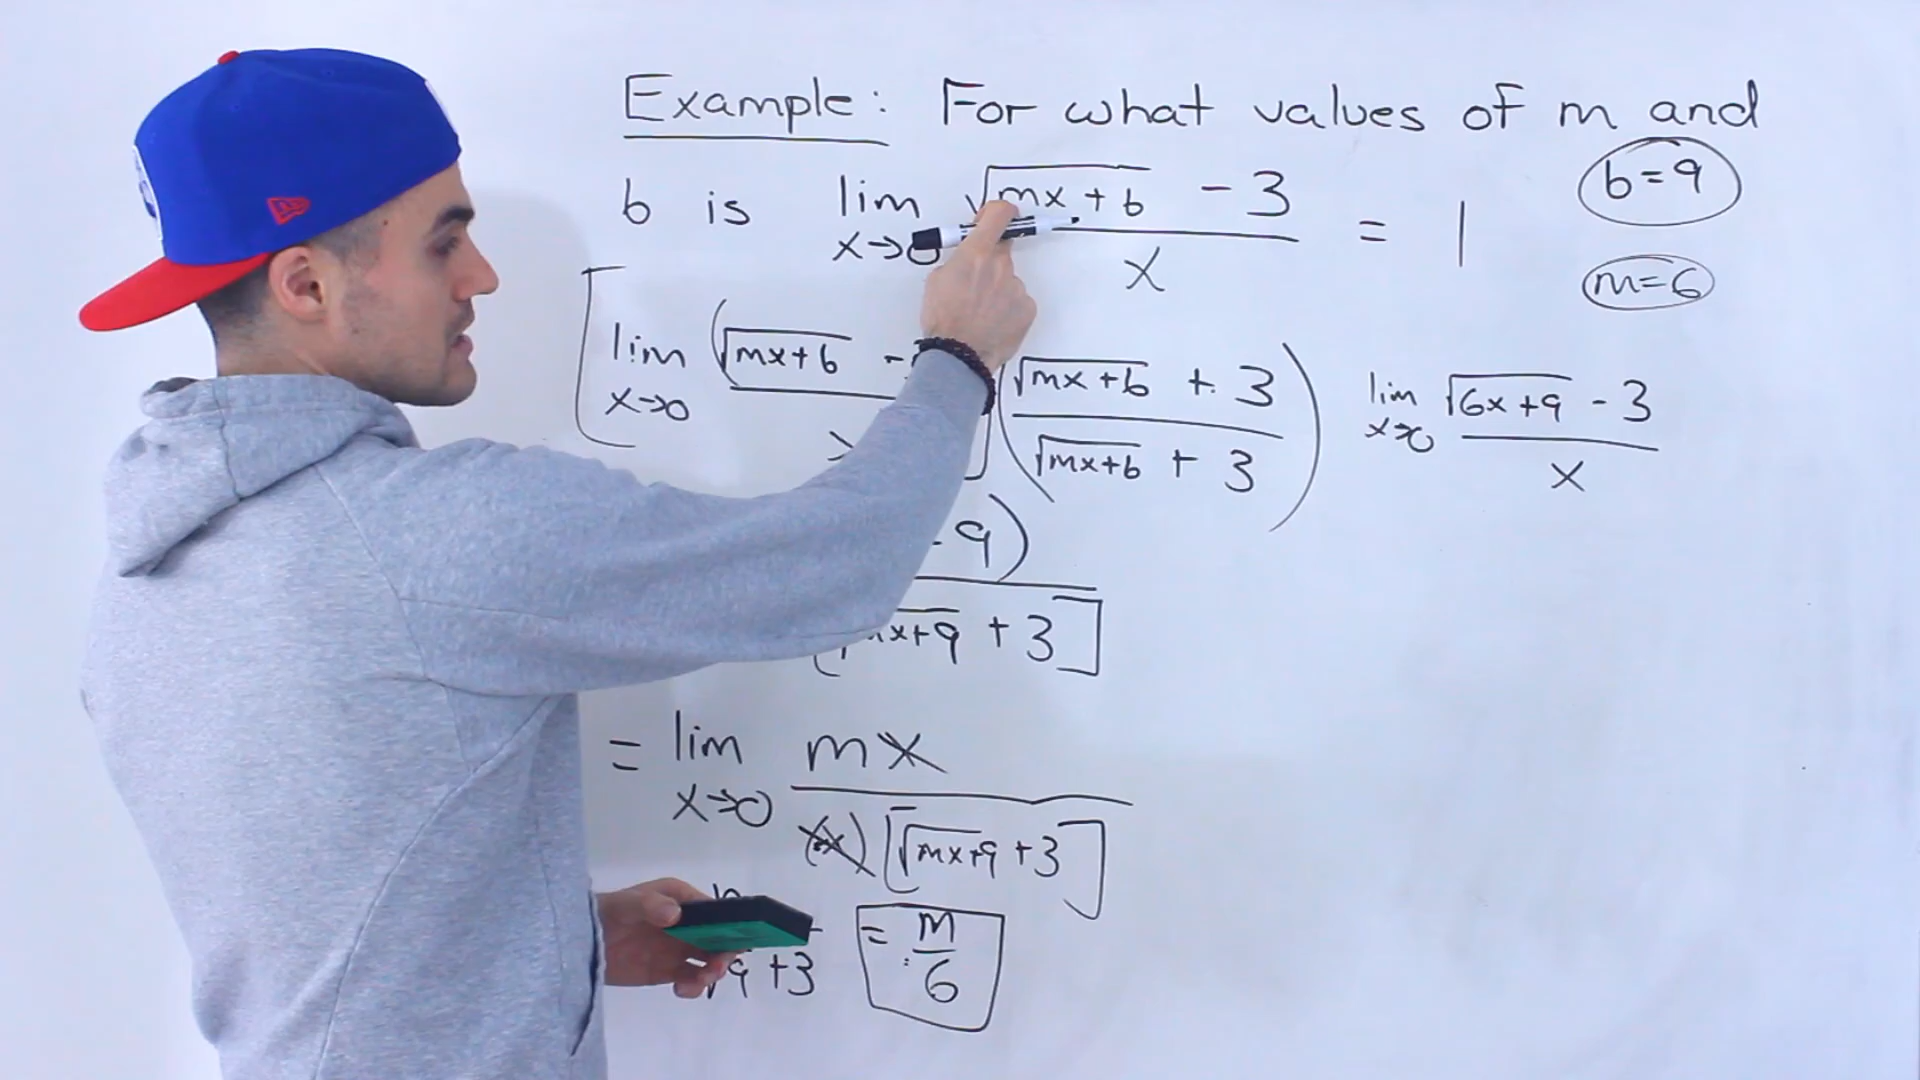 Example: For what values of m and
b is lim x→0 √(mx+b) - 3 / x = 1
b=9
m=6
lim x→0 (√(mx+b) - / (√(mx+b) + 3 / √(mx+b) + 3)
lim x→0 √(6x+9) - 3 / x
- 9)
x+9 + 3]
= lim x→0 mx / (x)[√(mx+9) + 3]
√9 + 3 = m/6